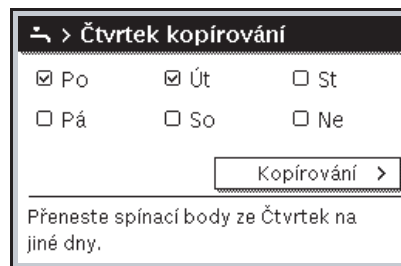 > Čtvrtek kopírování
Po Út St
Pá So Ne
Kopírování >
Přeneste spínací body ze Čtvrtek na
jiné dny.